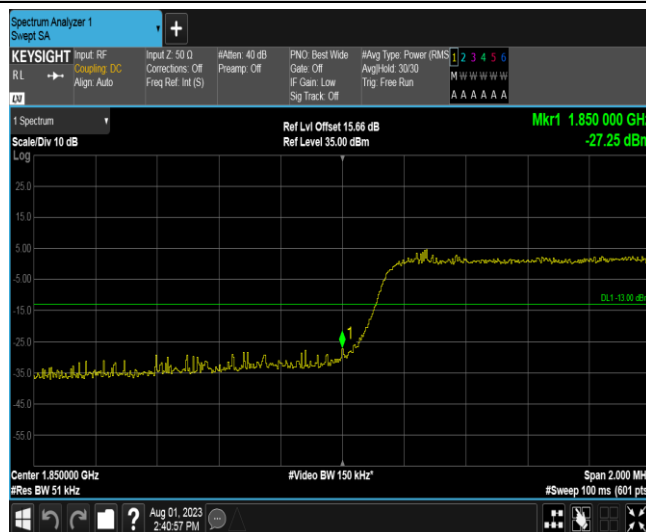 Spectrum Analyzer 1
Swept SA
+
KEYSIGHT
RL
LXI
Input: RF
Coupling: DC
Align: Auto
Input Z: 50 Ω
Corrections: Off
Freq Ref: Int (S)
#Atten: 40 dB
Preamp: Off
PNO: Best Wide
Gate: Off
IF Gain: Low
Sig Track: Off
#Avg Type: Power (RMS
Avg|Hold: 30/30
Trig: Free Run
1 2 3 4 5 6
M W W W W W
A A A A A A
1 Spectrum
Scale/Div 10 dB
Log
Ref Lvl Offset 15.66 dB
Ref Level 35.00 dBm
Mkr1 1.850 000 GHz
-27.25 dBm
25.0
15.0
5.00
-5.00
-15.0
-25.0
-35.0
-45.0
-55.0
DL1 -13.00 dBm
1
Center 1.850000 GHz
#Res BW 51 kHz
#Video BW 150 kHz*
Span 2.000 MH
#Sweep 100 ms (601 pts
?
Aug 01, 2023
2:40:57 PM